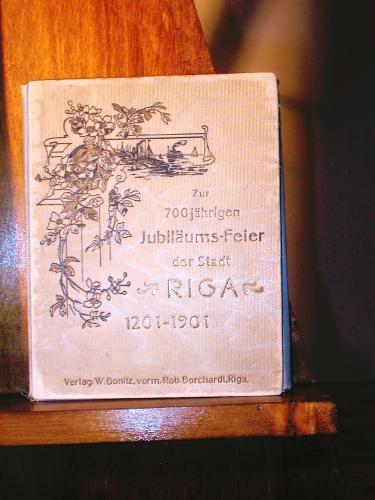 Zur
700jährigen
Jubiläums-Feier
der Stadt
RIGA
1201-1901
Verlag W. Bonitz, vorm. Rob. Borchardt, Riga.